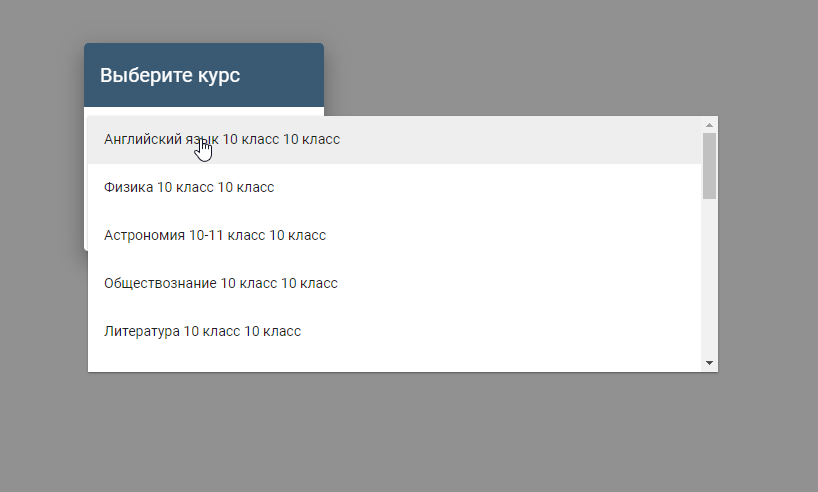 Выберите курс
Английский язык 10 класс 10 класс
Физика 10 класс 10 класс
Астрономия 10-11 класс 10 класс
Обществознание 10 класс 10 класс
Литература 10 класс 10 класс